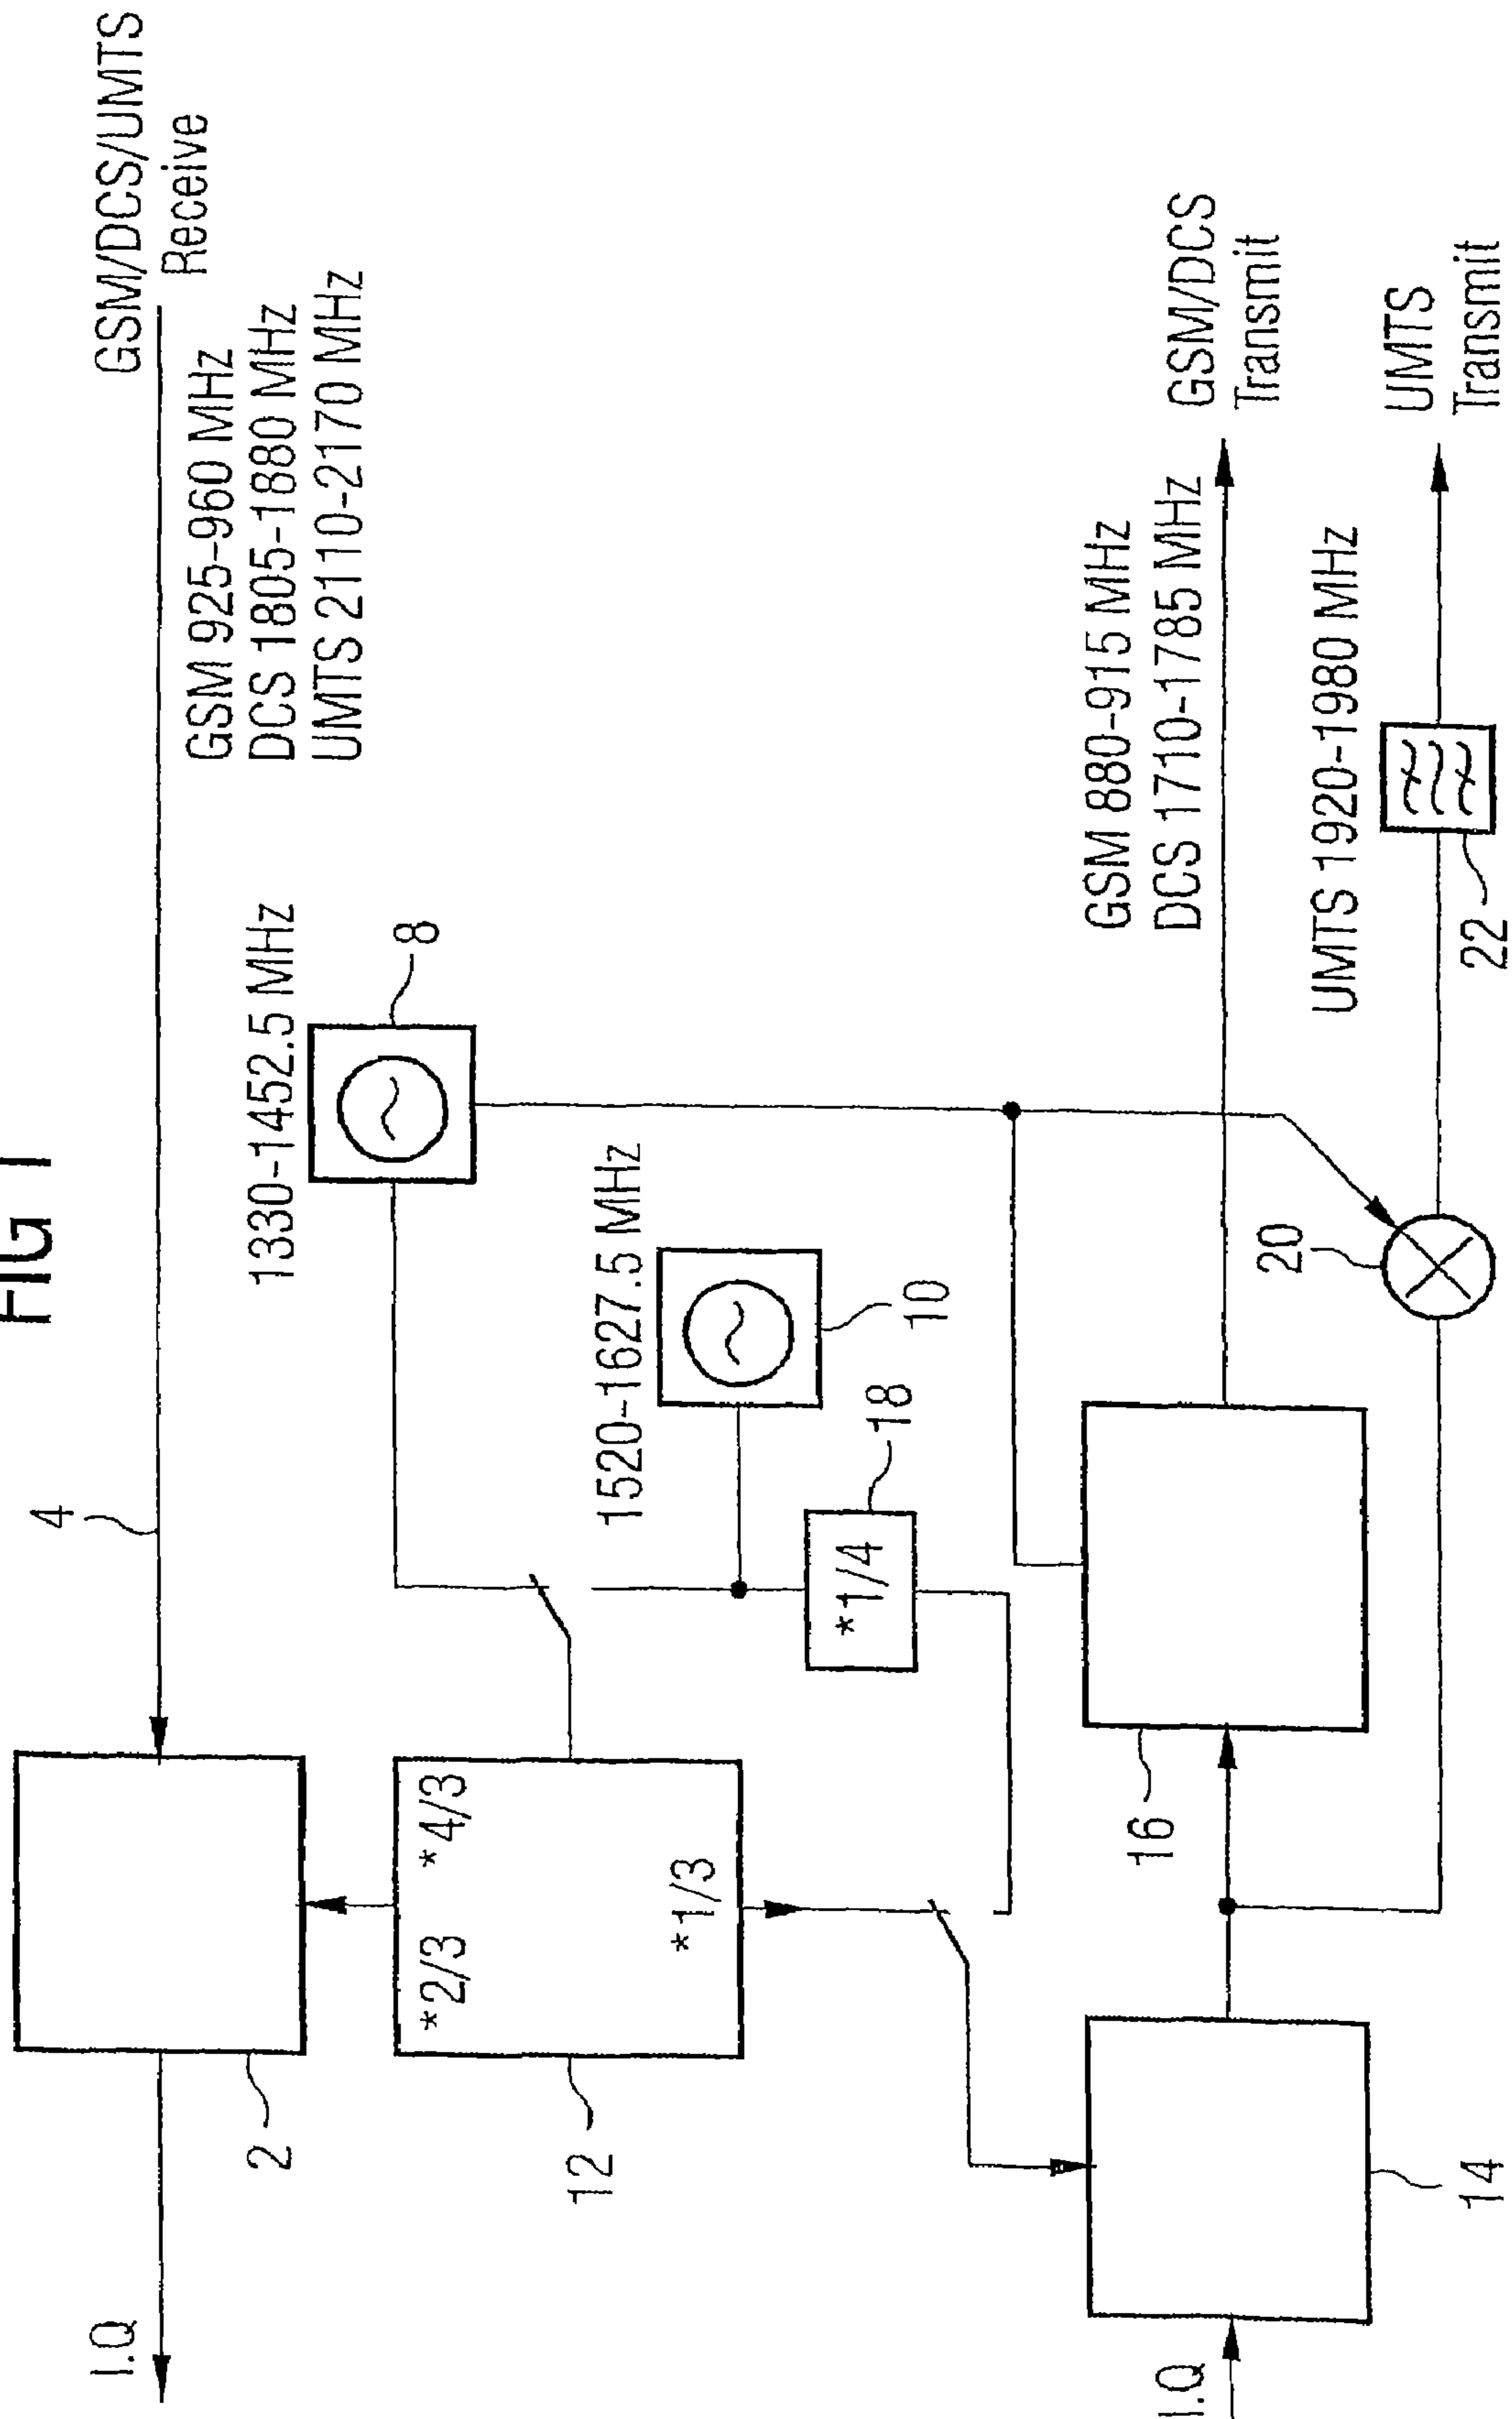 FIG 1
GSM/DCS/UMTS
Receive
4
GSM 925-960 MHz
DCS 1805-1880 MHz
UMTS 2110-2170 MHz
I.Q
2
1330-1452.5 MHz
8
*2/3 *4/3
*1/3
12
1520-1627.5 MHz
10
*1/4
18
GSM 880-915 MHz
DCS 1710-1785 MHz
GSM/DCS
Transmit
16
20
UMTS 1920-1980 MHz
UMTS
Transmit
22
I.Q
14